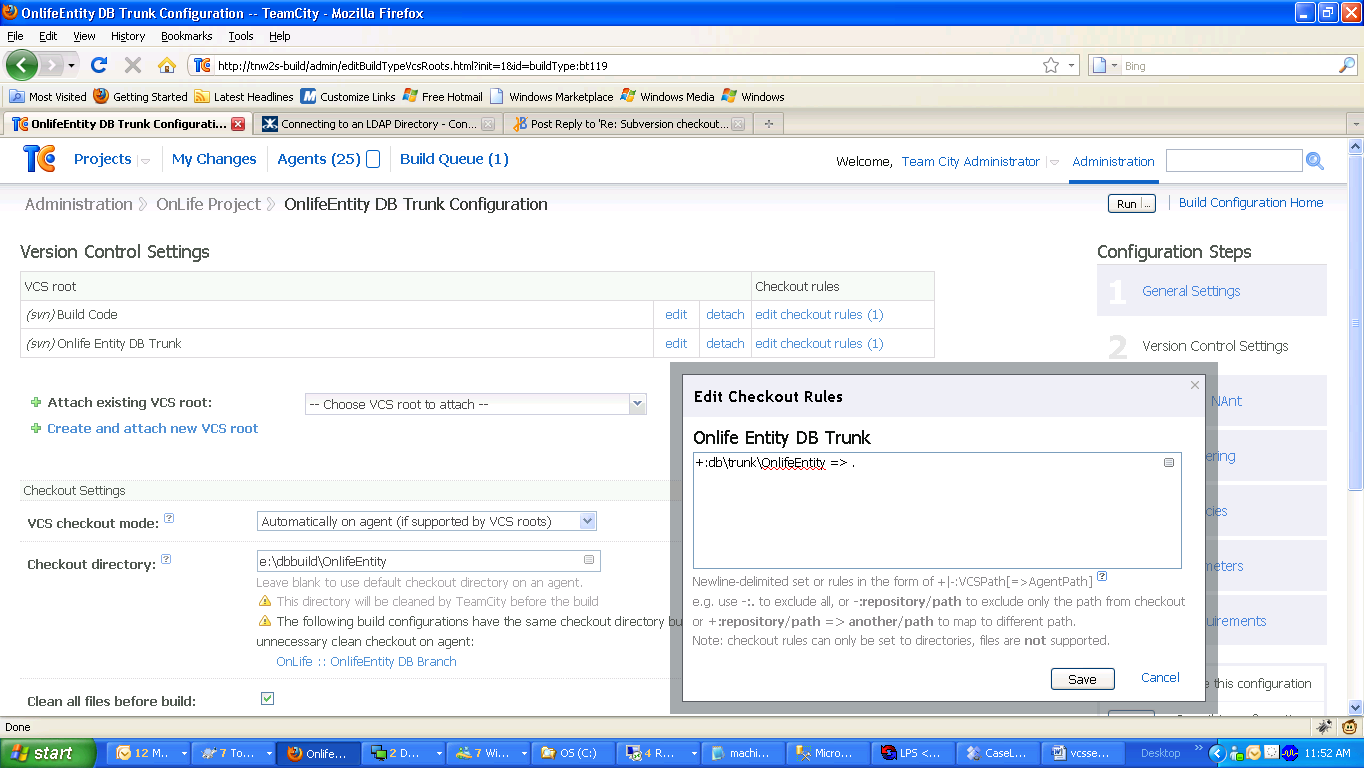 OnlifeEntity DB Trunk Configuration -- TeamCity - Mozilla Firefox
File Edit View History Bookmarks Tools Help
http://tnw2s-build/admin/editBuildTypeVcsRoots.html?init=1&id=buildType:bt119
Bing
Most Visited Getting Started Latest Headlines Customize Links Free Hotmail Windows Marketplace Windows Media Windows
OnlifeEntity DB Trunk Configurati... Connecting to an LDAP Directory - Con... Post Reply to 'Re: Subversion checkout...
TC Projects My Changes Agents (25) Build Queue (1) Welcome, Team City Administrator Administration
Administration OnLife Project OnlifeEntity DB Trunk Configuration Run ... Build Configuration Home
Version Control Settings Configuration Steps
VCS root Checkout rules
1 General Settings
(svn) Build Code edit detach edit checkout rules (1)
(svn) Onlife Entity DB Trunk edit detach edit checkout rules (1)
2 Version Control Settings
Edit Checkout Rules
Attach existing VCS root: -- Choose VCS root to attach --
NAnt
Create and attach new VCS root
Onlife Entity DB Trunk
+:db\trunk\OnlifeEntity => .
ering
Checkout Settings
cies
VCS checkout mode: ? Automatically on agent (if supported by VCS roots)
Checkout directory: ? e:\dbbuild\OnlifeEntity
meters
Leave blank to use default checkout directory on an agent.
Newline-delimited set or rules in the form of +|-:VCSPath[=>AgentPath] ?
This directory will be cleaned by TeamCity before the build
e.g. use -:. to exclude all, or -:repository/path to exclude only the path from checkout
The following build configurations have the same checkout directory bu
or +:repository/path => another/path to map to different path.
uirements
unnecessary clean checkout on agent:
Note: checkout rules can only be set to directories, files are not supported.
OnLife :: OnlifeEntity DB Branch
Save Cancel
e this configuration
Clean all files before build:
Done
start 12 M... 7 To... Onlife... 2 D... 7 Wi... OS (C:) 4 R... machi... Micro... LPS <... CaseL... vcsse... Desktop 11:52 AM